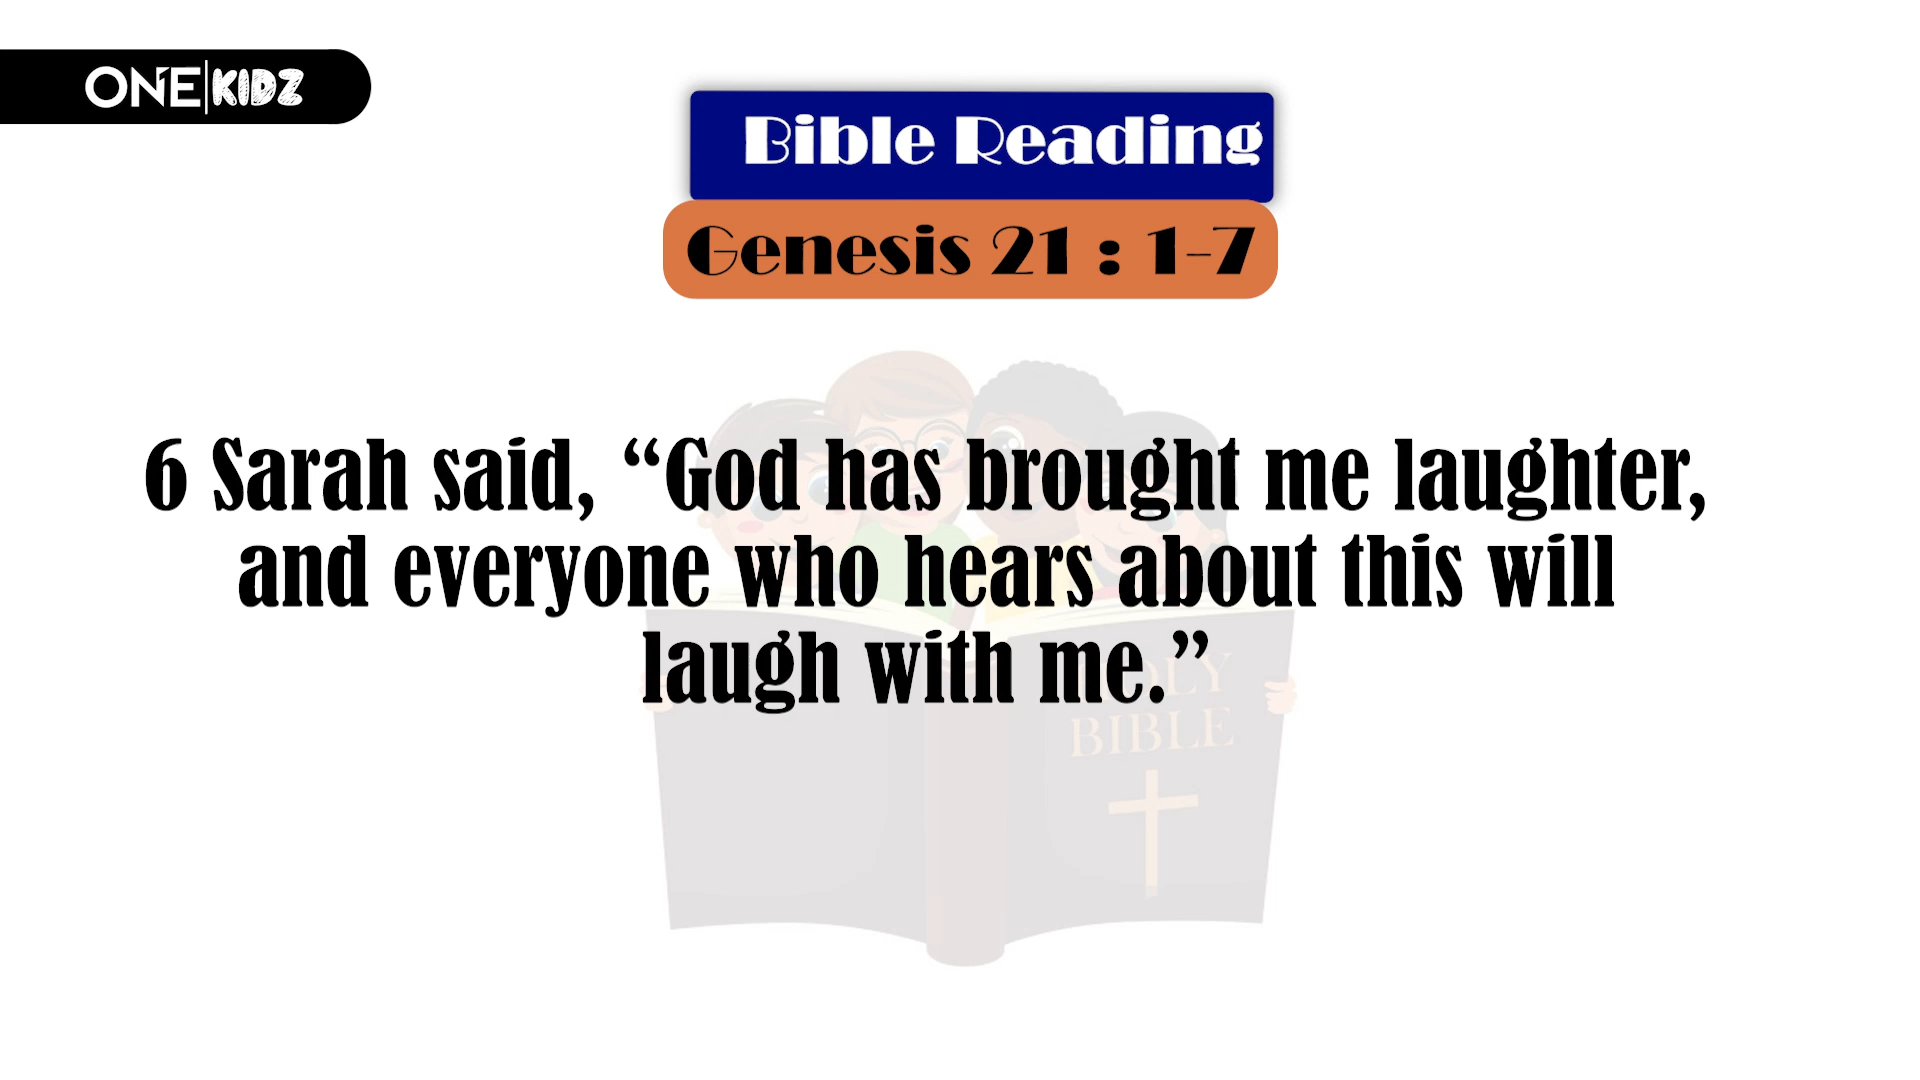 ONE|KIDZ
Bible Reading
Genesis 21 : 1-7
6 Sarah said, “God has brought me laughter,
and everyone who hears about this will
laugh with me.”
HOLY
BIBLE